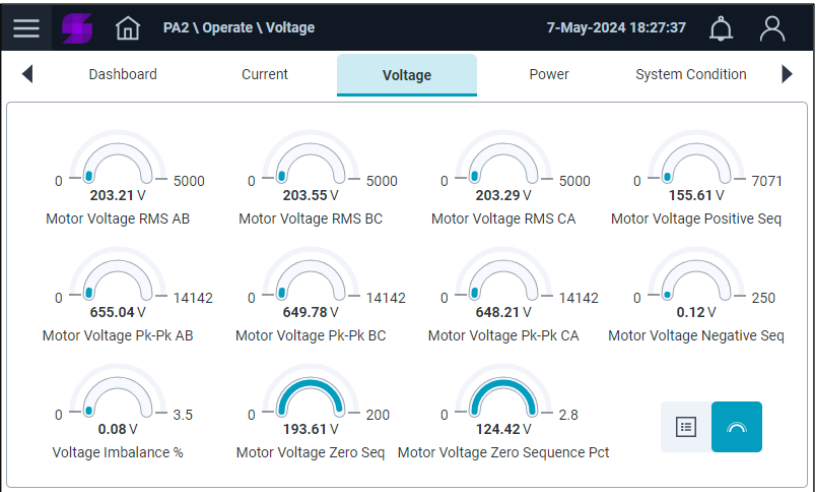 PA2 \ Operate \ Voltage 7-May-2024 18:27:37
Dashboard Current Voltage Power System Condition
0 5000 0 5000 0 5000 0 7071
203.21 V 203.55 V 203.29 V 155.61 V
Motor Voltage RMS AB Motor Voltage RMS BC Motor Voltage RMS CA Motor Voltage Positive Seq
0 14142 0 14142 0 14142 0 250
655.04 V 649.78 V 648.21 V 0.12 V
Motor Voltage Pk-Pk AB Motor Voltage Pk-Pk BC Motor Voltage Pk-Pk CA Motor Voltage Negative Seq
0 3.5 0 200 0 2.8
0.08 V 193.61 V 124.42 V
Voltage Imbalance % Motor Voltage Zero Seq Motor Voltage Zero Sequence Pct